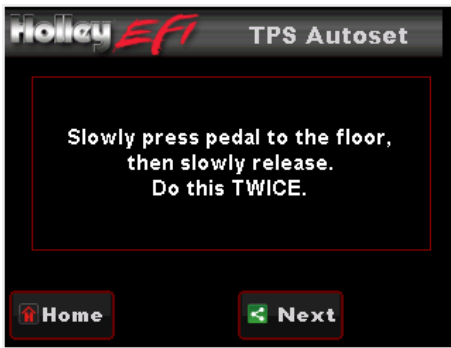 Holley EFI TPS Autoset
Slowly press pedal to the floor,
then slowly release.
Do this TWICE.
Home Next